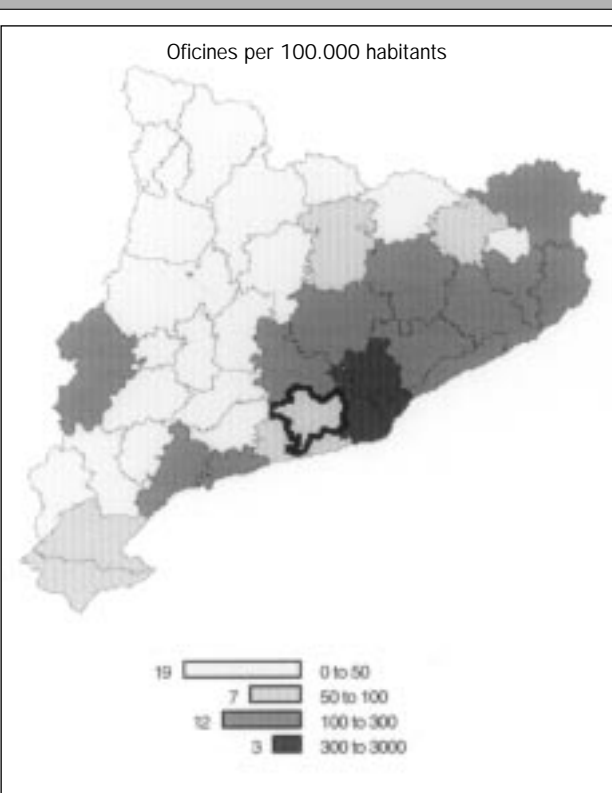 Oficines per 100.000 habitants
19 0 to 50
7 50 to 100
12 100 to 300
3 300 to 3000